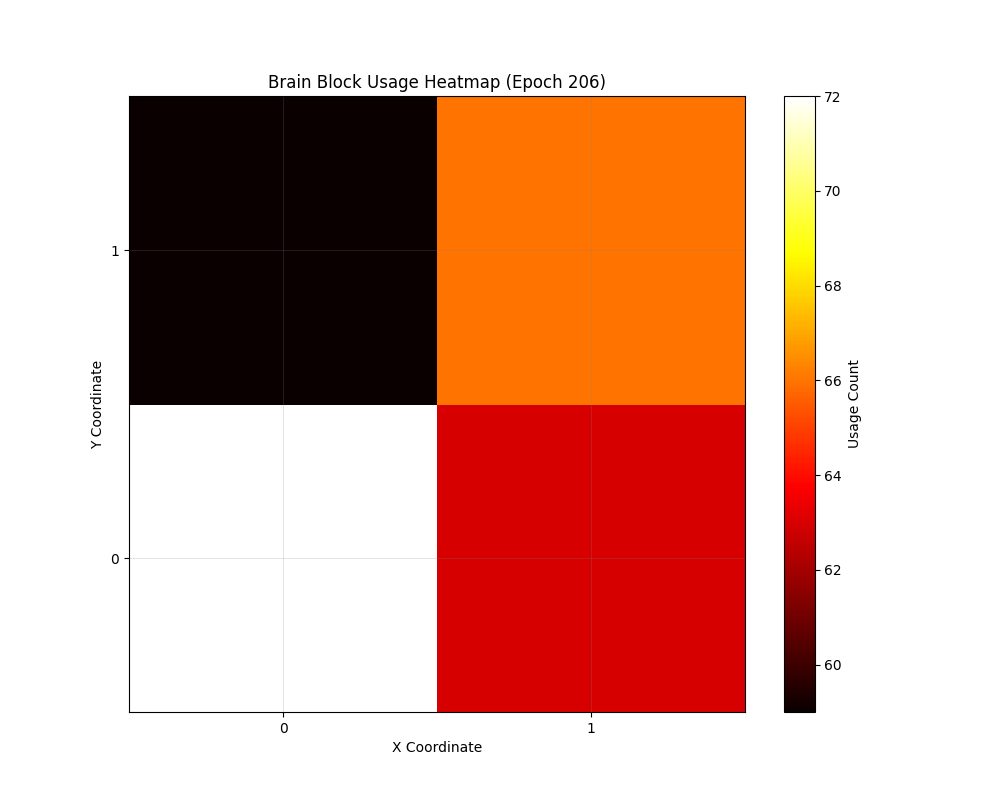 Brain Block Usage Heatmap (Epoch 206)
72
70
68
66
64
62
60
Usage Count
1
0
Y Coordinate
0 1
X Coordinate